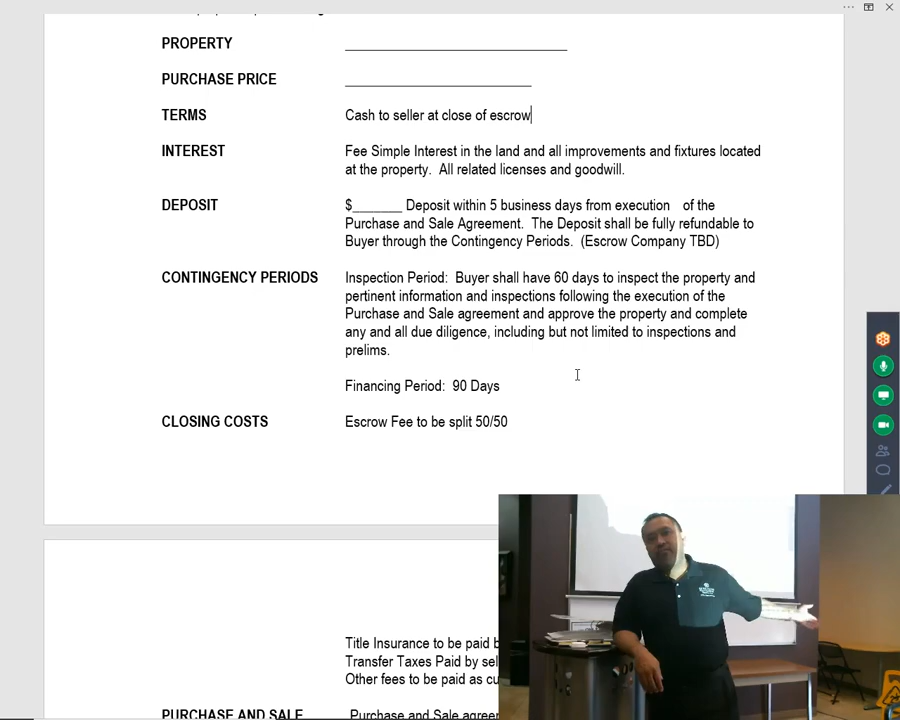 PROPERTY
PURCHASE PRICE
TERMS Cash to seller at close of escrow
INTEREST Fee Simple Interest in the land and all improvements and fixtures located
at the property. All related licenses and goodwill.
DEPOSIT $_______ Deposit within 5 business days from execution of the
Purchase and Sale Agreement. The Deposit shall be fully refundable to
Buyer through the Contingency Periods. (Escrow Company TBD)
CONTINGENCY PERIODS Inspection Period: Buyer shall have 60 days to inspect the property and
pertinent information and inspections following the execution of the
Purchase and Sale agreement and approve the property and complete
any and all due diligence, including but not limited to inspections and
prelims.
Financing Period: 90 Days
CLOSING COSTS Escrow Fee to be split 50/50
Title Insurance to be paid b
Transfer Taxes Paid by sel
Other fees to be paid as cu
PURCHASE AND SALE Purchase and Sale agreer